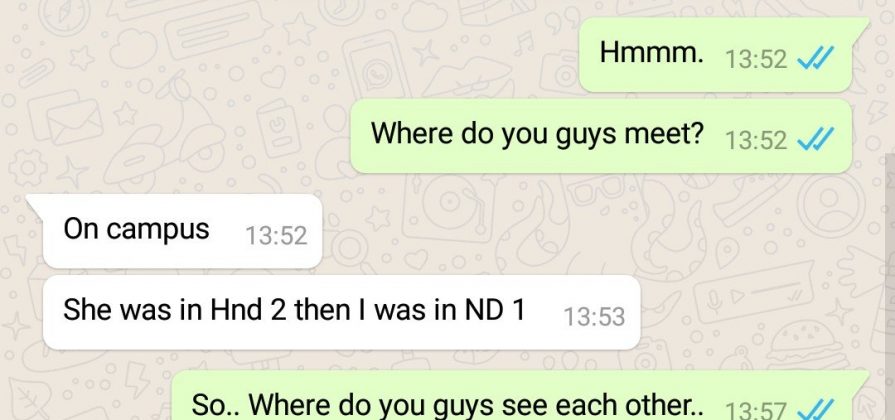 Hmmm. 13:52
Where do you guys meet? 13:52
On campus 13:52
She was in Hnd 2 then I was in ND 1 13:53
So.. Where do you guys see each other.. 13:57